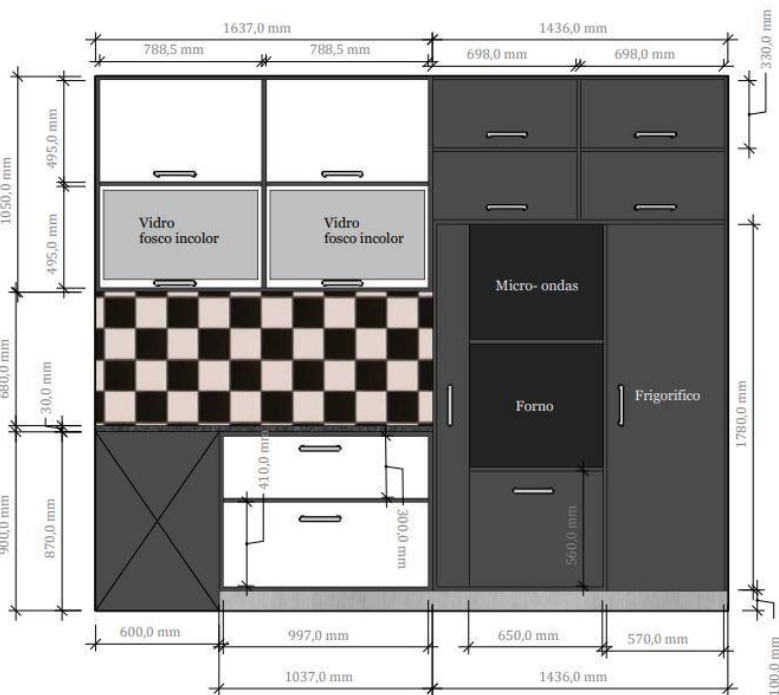 1637,0 mm
1436,0 mm
788,5 mm
788,5 mm
698,0 mm
698,0 mm
330,0 mm
495,0 mm
1050,0 mm
495,0 mm
Vidro
fosco incolor
Vidro
fosco incolor
Micro- ondas
Forno
Frigorifico
680,0 mm
30,0 mm
1780,0 mm
410,0 mm
300,0 mm
560,0 mm
900,0 mm
870,0 mm
600,0 mm
997,0 mm
650,0 mm
570,0 mm
100,0 mm
1037,0 mm
1436,0 mm